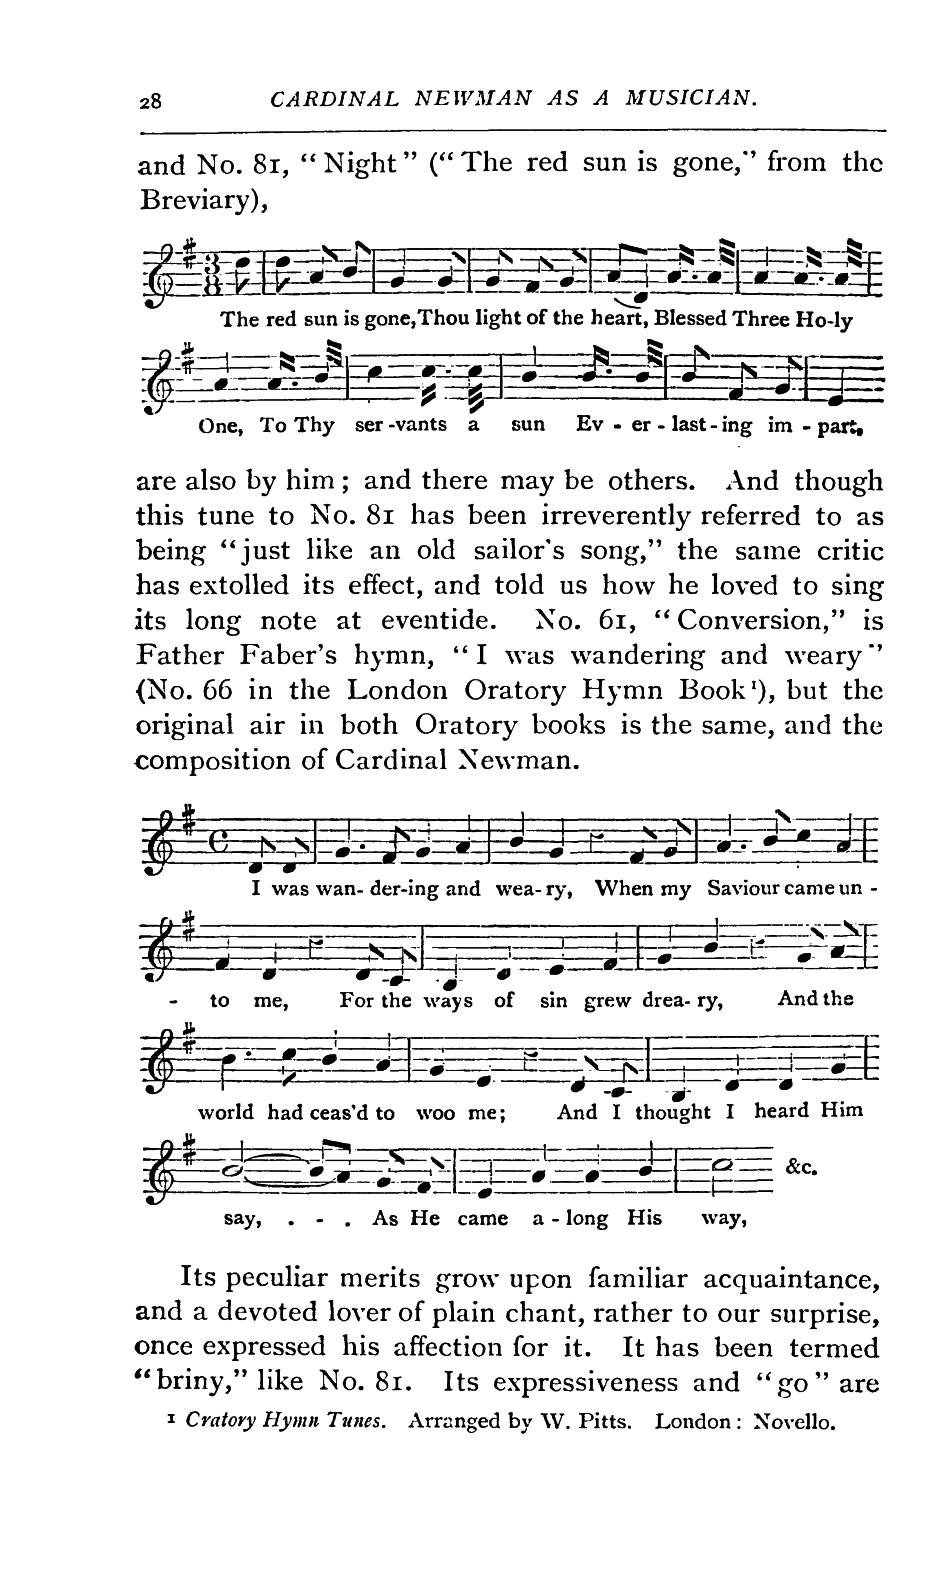 28 CARDINAL NEWMAN AS A MUSICIAN.
and No. 81, “Night” (“The red sun is gone,” from the
Breviary),
The red sun is gone, Thou light of the heart, Blessed Three Ho-ly
One, To Thy ser-vants a sun Ev - er - last - ing im - part,
are also by him; and there may be others. And though
this tune to No. 81 has been irreverently referred to as
being “just like an old sailor's song,” the same critic
has extolled its effect, and told us how he loved to sing
its long note at eventide. No. 61, “Conversion,” is
Father Faber's hymn, “I was wandering and weary”
(No. 66 in the London Oratory Hymn Book¹), but the
original air in both Oratory books is the same, and the
composition of Cardinal Newman.
I was wan- der-ing and wea- ry, When my Saviour came un -
- to me, For the ways of sin grew drea- ry, And the
world had ceas'd to woo me; And I thought I heard Him
&c.
say, . - . As He came a - long His way,
Its peculiar merits grow upon familiar acquaintance,
and a devoted lover of plain chant, rather to our surprise,
once expressed his affection for it. It has been termed
“briny,” like No. 81. Its expressiveness and “go” are
¹ Cratory Hymn Tunes. Arranged by W. Pitts. London: Novello.